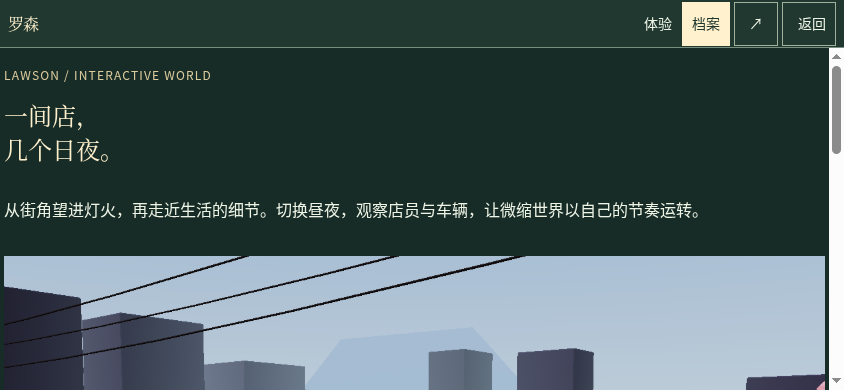 罗森
体验
档案
↗
返回
LAWSON / INTERACTIVE WORLD
一间店，
几个日夜。
从街角望进灯火，再走近生活的细节。切换昼夜，观察店员与车辆，让微缩世界以自己的节奏运转。